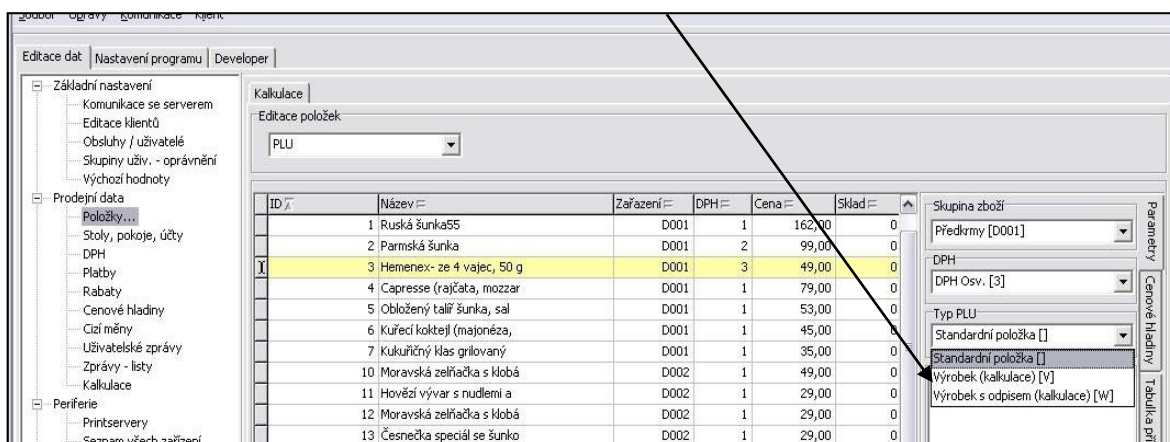 Soubor Úpravy Komunikace Klient
Editace dat Nastavení programu Developer
Základní nastavení
Komunikace se serverem
Editace klientů
Obsluhy / uživatelé
Skupiny uživ. - oprávnění
Výchozí hodnoty
Prodejní data
Položky...
Stoly, pokoje, účty
DPH
Platby
Rabaty
Cenové hladiny
Cizí měny
Uživatelské zprávy
Zprávy - listy
Kalkulace
Periferie
Printservery
Seznam všech zařízení
Kalkulace
Editace položek
PLU
ID Název Zařazení DPH Cena Sklad
1 Ruská šunka55 D001 1 162,00 0
2 Parmská šunka D001 2 99,00 0
3 Hemenex- ze 4 vajec, 50 g D001 3 49,00 0
4 Capresse (rajčata, mozzar D001 1 79,00 0
5 Obložený talíř šunka, sal D001 1 53,00 0
6 Kuřecí koktejl (majonéza, D001 1 45,00 0
7 Kukuřičný klas grilovaný D001 1 35,00 0
10 Moravská zelňačka s klobá D002 1 49,00 0
11 Hovězí vývar s nudlemi a D002 1 29,00 0
12 Moravská zelňačka s klobá D002 1 29,00 0
13 Česnečka speciál se šunko D002 1 29,00 0
Skupina zboží
Předkrmy [D001]
DPH
DPH Osv. [3]
Typ PLU
Standardní položka []
Standardní položka []
Výrobek (kalkulace) [V]
Výrobek s odpisem (kalkulace) [W]
Parametry
Cenové hladiny
Tabulka